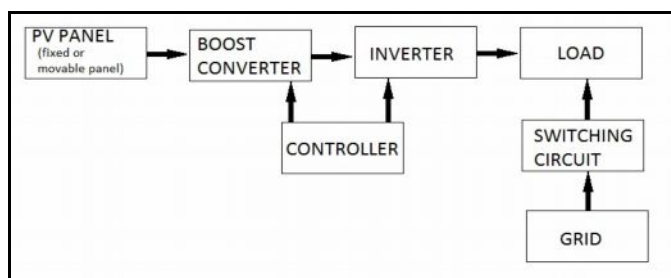 PV PANEL
(fixed or
movable panel)
BOOST
CONVERTER
INVERTER
LOAD
CONTROLLER
SWITCHING
CIRCUIT
GRID